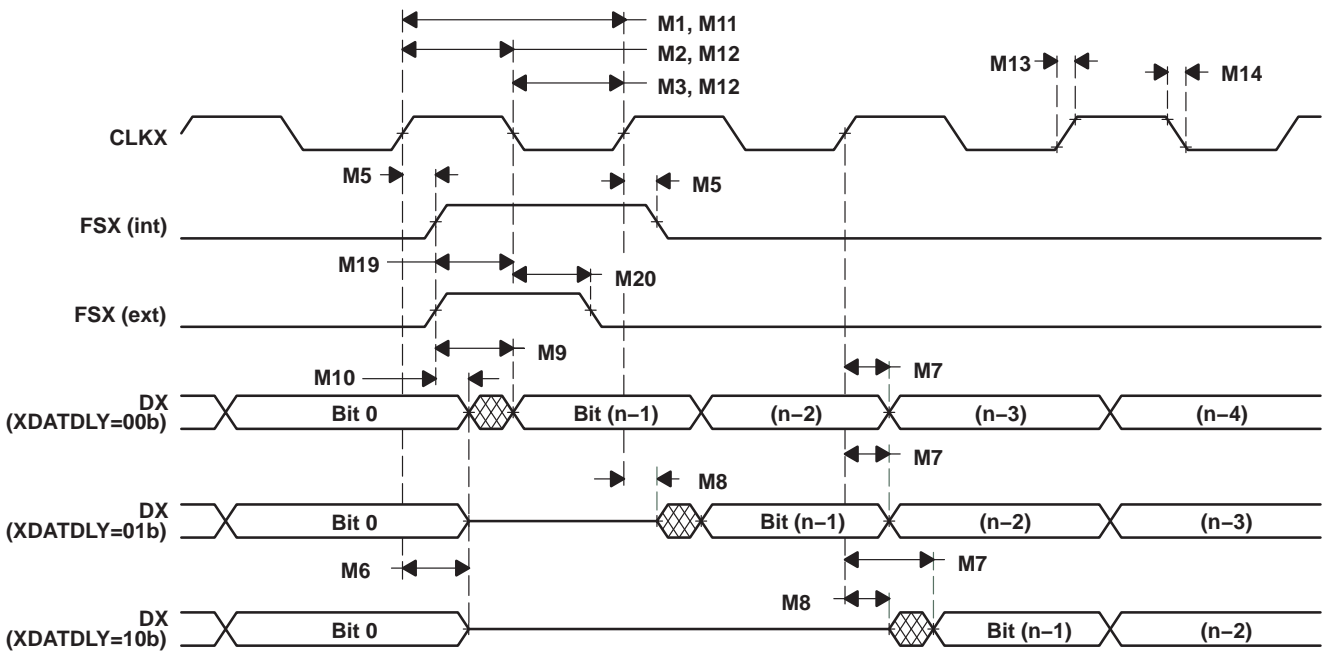 M1, M11
M2, M12
M3, M12
M13
M14
CLKX
M5
M5
FSX (int)
M19
M20
FSX (ext)
M9
M10
M7
DX
(XDATDLY=00b)
Bit 0
Bit (n−1)
(n−2)
(n−3)
(n−4)
M7
M8
DX
(XDATDLY=01b)
Bit 0
Bit (n−1)
(n−2)
(n−3)
M6
M7
M8
DX
(XDATDLY=10b)
Bit 0
Bit (n−1)
(n−2)